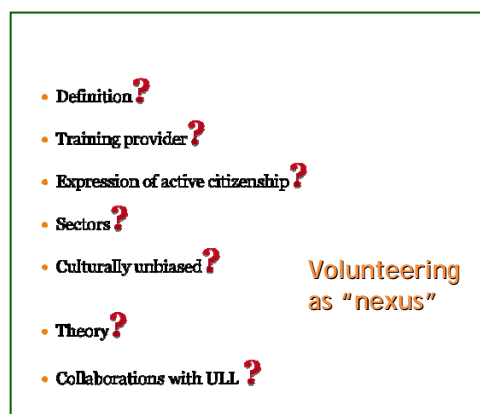 • Definition?
• Training provider?
• Expression of active citizenship?
• Sectors?
• Culturally unbiased?
Volunteering
as "nexus"
• Theory?
• Collaborations with ULL ?